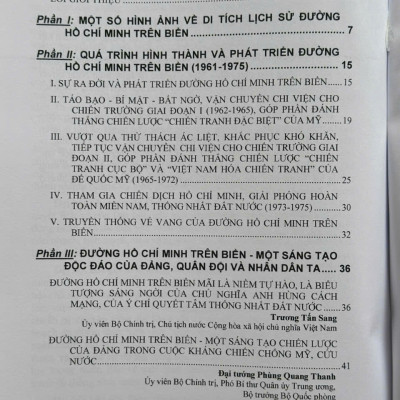 LỜI GIỚI THIỆU
Phần I: MỘT SỐ HÌNH ẢNH VỀ DI TÍCH LỊCH SỬ ĐƯỜNG
HỒ CHÍ MINH TRÊN BIỂN ........ 7
Phần II: QUÁ TRÌNH HÌNH THÀNH VÀ PHÁT TRIỂN ĐƯỜNG
HỒ CHÍ MINH TRÊN BIỂN (1961-1975) ........ 15
I. SỰ RA ĐỜI VÀ PHÁT TRIỂN ĐƯỜNG HỒ CHÍ MINH TRÊN BIỂN ..... 15
II. TÁO BẠO - BÍ MẬT - BẤT NGỜ, VẬN CHUYỂN CHI VIỆN CHO
CHIẾN TRƯỜNG GIAI ĐOẠN I (1962-1965), GÓP PHẦN ĐÁNH
THẮNG CHIẾN LƯỢC "CHIẾN TRANH ĐẶC BIỆT" CỦA MỸ ........ 19
III. VƯỢT QUA THỬ THÁCH ÁC LIỆT, KHẮC PHỤC KHÓ KHĂN,
TIẾP TỤC VẬN CHUYỂN CHI VIỆN CHO CHIẾN TRƯỜNG GIAI
ĐOẠN II, GÓP PHẦN ĐÁNH THẮNG CHIẾN LƯỢC "CHIẾN
TRANH CỤC BỘ" VÀ "VIỆT NAM HÓA CHIẾN TRANH" CỦA
ĐẾ QUỐC MỸ (1965-1972) ........ 25
IV. THAM GIA CHIẾN DỊCH HỒ CHÍ MINH, GIẢI PHÓNG HOÀN
TOÀN MIỀN NAM, THỐNG NHẤT ĐẤT NƯỚC (1973-1975) ........ 30
V. TRUYỀN THỐNG VẺ VANG CỦA ĐƯỜNG HỒ CHÍ MINH TRÊN
BIỂN ........ 32
Phần III: ĐƯỜNG HỒ CHÍ MINH TRÊN BIỂN - MỘT SÁNG TẠO
ĐỘC ĐÁO CỦA ĐẢNG, QUÂN ĐỘI VÀ NHÂN DÂN TA ..... 36
ĐƯỜNG HỒ CHÍ MINH TRÊN BIỂN MÃI LÀ NIỀM TỰ HÀO, LÀ BIỂU
TƯỢNG SÁNG NGỜI CỦA CHỦ NGHĨA ANH HÙNG CÁCH
MẠNG, CỦA Ý CHÍ QUYẾT TÂM THỐNG NHẤT ĐẤT NƯỚC ........ 36
Trương Tấn Sang
Ủy viên Bộ Chính trị, Chủ tịch nước Cộng hòa xã hội chủ nghĩa Việt Nam
ĐƯỜNG HỒ CHÍ MINH TRÊN BIỂN - MỘT SÁNG TẠO CHIẾN LƯỢC
CỦA ĐẢNG TRONG CUỘC KHÁNG CHIẾN CHỐNG MỸ, CỨU
NƯỚC ........ 41
Đại tướng Phùng Quang Thanh
Ủy viên Bộ Chính trị, Phó Bí thư Quân ủy Trung ương,
Bộ trưởng Bộ Quốc phòng